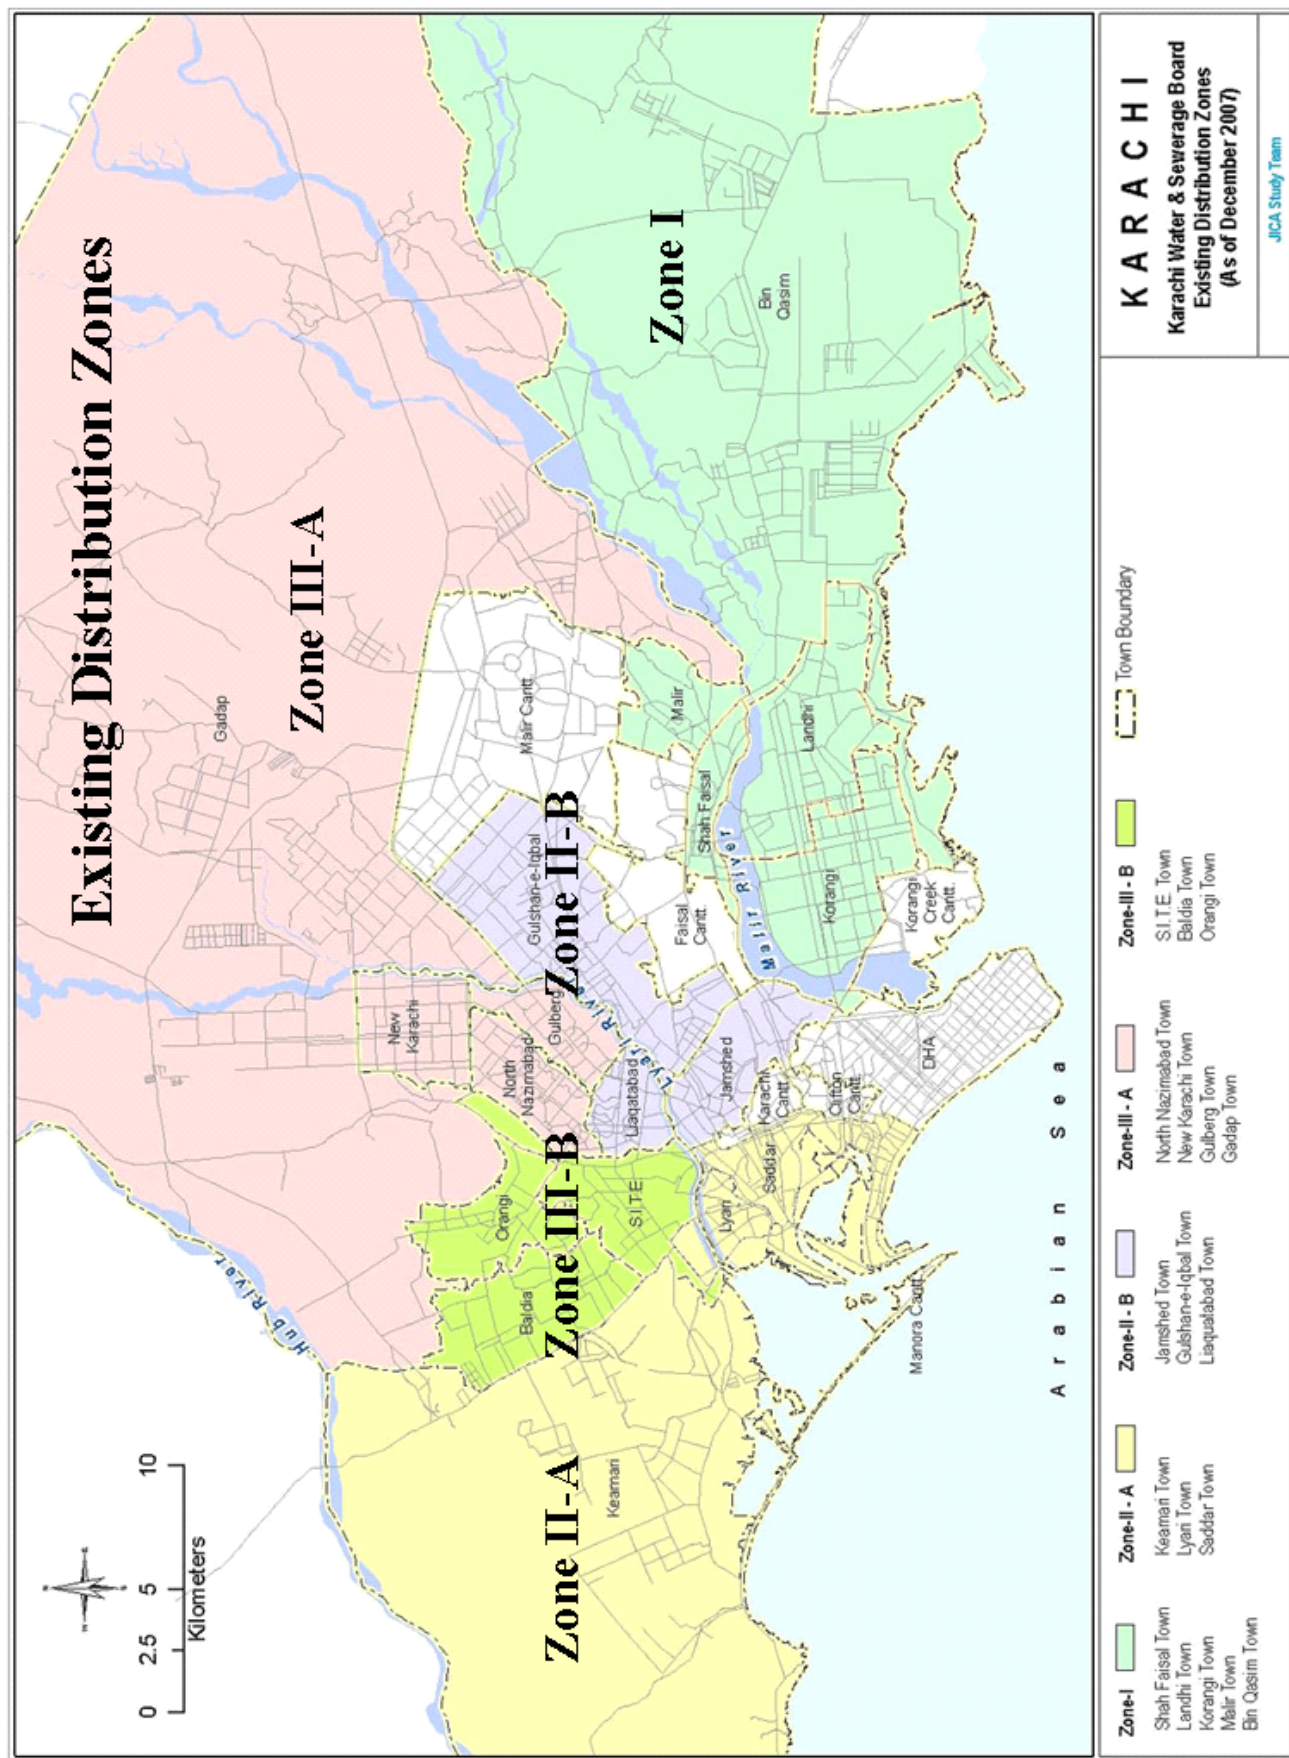 Existing Distribution Zones
0 2.5 5 10
Kilometers
Hub River
Gadap
Zone III-A
New
Karachi
North
Nazimabad
Gulberg
Gulshan-e-Iqbal
Malir Cantt.
Orangi
Baldia
Zone II-A
Zone III-B
Zone II-B
Zone I
Keamari
S I T E
Liaqatabad
Lyari River
Faisal
Cantt.
Malir
Shah Faisal
Bin
Qasim
Lyari
Saddar
Jamshed
Karachi
Cantt.
Malir River
Landhi
Korangi
Clifton
Cantt.
Korangi
Creek
Cantt.
DHA
Manora Cantt.
Arabian Sea
Zone-I
Shah Faisal Town
Landhi Town
Korangi Town
Malir Town
Bin Qasim Town
Zone-II - A
Keamari Town
Lyari Town
Saddar Town
Zone-II - B
Jamshed Town
Gulshan-e-Iqbal Town
Liaqualabad Town
Zone-III - A
North Nazimabad Town
New Karachi Town
Gulberg Town
Gadap Town
Zone-III - B
S.I.T.E. Town
Baldia Town
Orangi Town
Town Boundary
KARACHI
Karachi Water & Sewerage Board
Existing Distribution Zones
(As of December 2007)
JICA Study Team